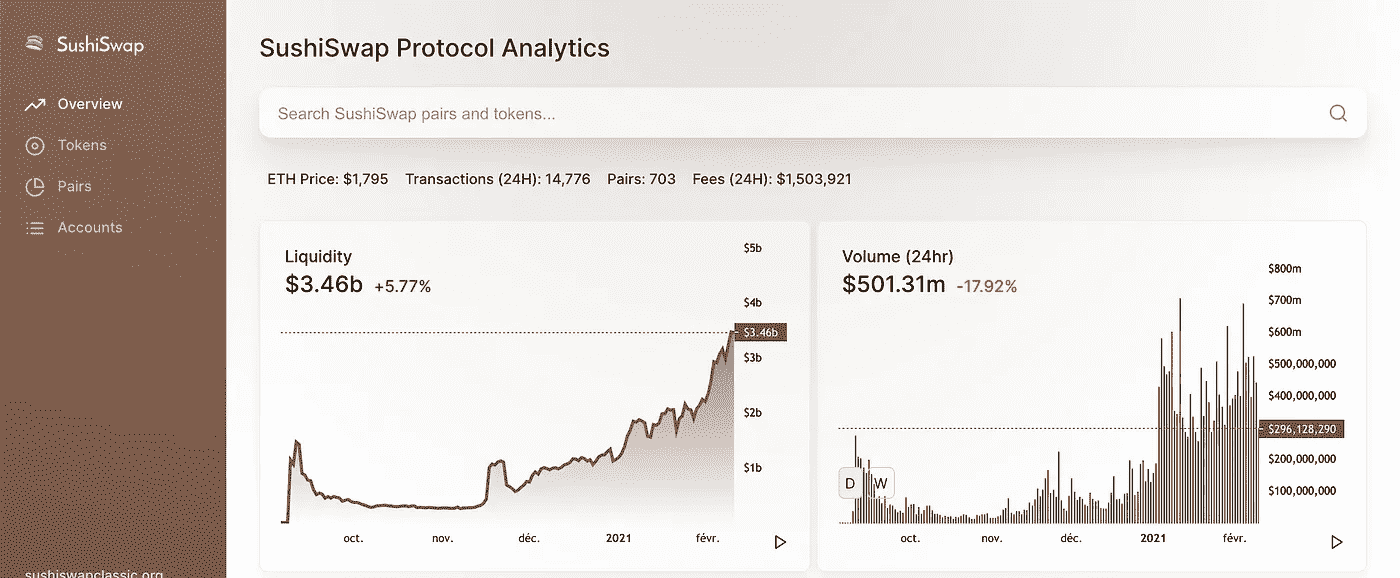 SushiSwap
Overview
Tokens
Pairs
Accounts
sushiswapclassic.org
SushiSwap Protocol Analytics
Search SushiSwap pairs and tokens...
ETH Price: $1,795 Transactions (24H): 14,776 Pairs: 703 Fees (24H): $1,503,921
Liquidity
$3.46b +5.77%
$5b
$4b
$3.46b
$3b
$2b
$1b
oct. nov. déc. 2021 févr.
Volume (24hr)
$501.31m -17.92%
$800m
$700m
$600m
$500,000,000
$400,000,000
$296,128,290
$200,000,000
$100,000,000
D W
oct. nov. déc. 2021 févr.